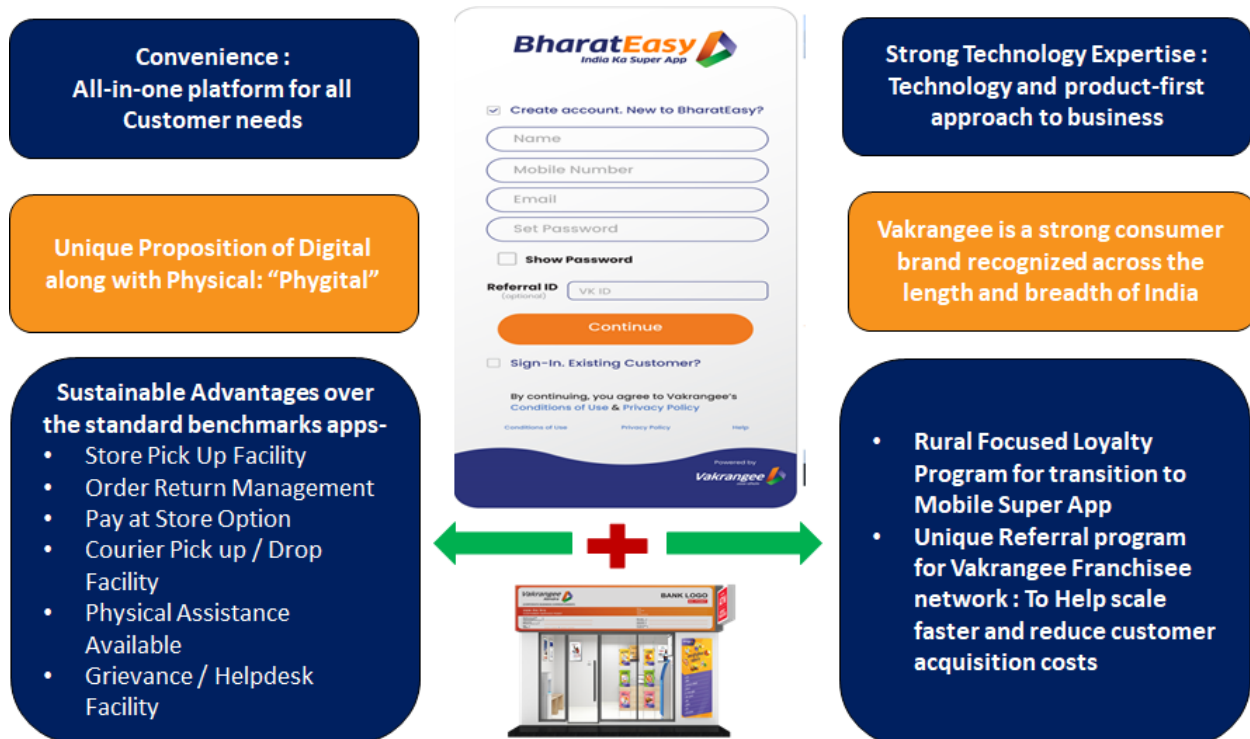 Convenience :
All-in-one platform for all
Customer needs
Unique Proposition of Digital
along with Physical: “Phygital”
Sustainable Advantages over
the standard benchmarks apps-
• Store Pick Up Facility
• Order Return Management
• Pay at Store Option
• Courier Pick up / Drop
Facility
• Physical Assistance
Available
• Grievance / Helpdesk
Facility
BharatEasy
India Ka Super App
Create account. New to BharatEasy?
Name
Mobile Number
Email
Set Password
Show Password
Referral ID
(optional)
VK ID
Continue
Sign-In. Existing Customer?
By continuing, you agree to Vakrangee's
Conditions of Use & Privacy Policy
Conditions of Use Privacy Policy Help
Powered by
Vakrangee
Vakrangee
BANK LOGO
Strong Technology Expertise :
Technology and product-first
approach to business
Vakrangee is a strong consumer
brand recognized across the
length and breadth of India
• Rural Focused Loyalty
Program for transition to
Mobile Super App
• Unique Referral program
for Vakrangee Franchisee
network : To Help scale
faster and reduce customer
acquisition costs